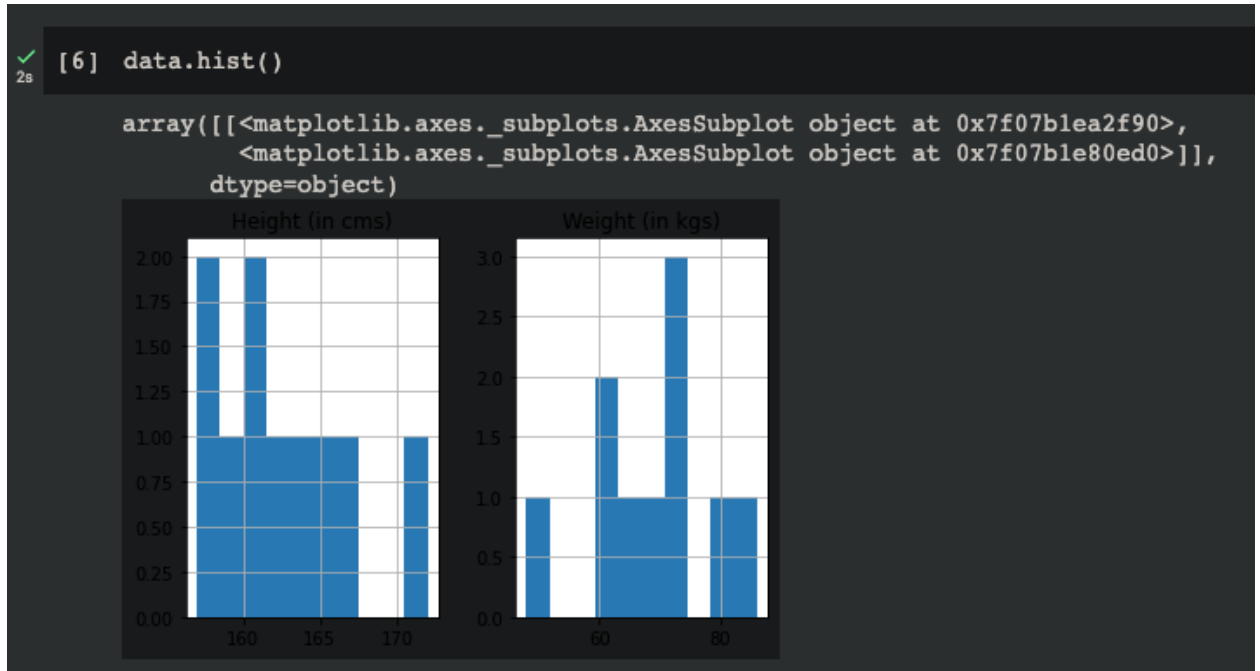 [6] data.hist()
2s
array([[<matplotlib.axes._subplots.AxesSubplot object at 0x7f07b1ea2f90>,
<matplotlib.axes._subplots.AxesSubplot object at 0x7f07b1e80ed0>]],
dtype=object)
Height (in cms)
2.00
1.75
1.50
1.25
1.00
0.75
0.50
0.25
0.00
160 165 170
Weight (in kgs)
3.0
2.5
2.0
1.5
1.0
0.5
0.0
60 80